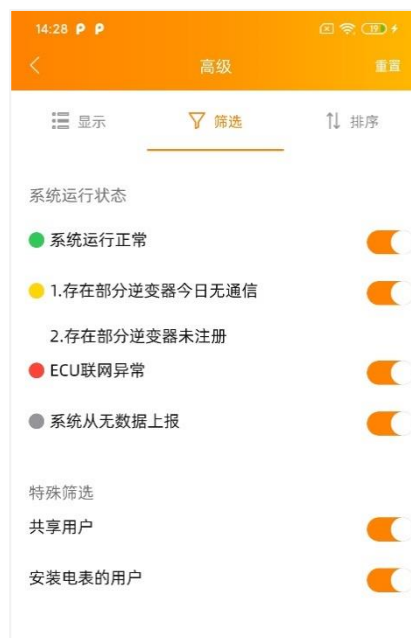 14:28 P P
19
高级
重置
显示
筛选
排序
系统运行状态
系统运行正常
1.存在部分逆变器今日无通信
2.存在部分逆变器未注册
ECU联网异常
系统从无数据上报
特殊筛选
共享用户
安装电表的用户